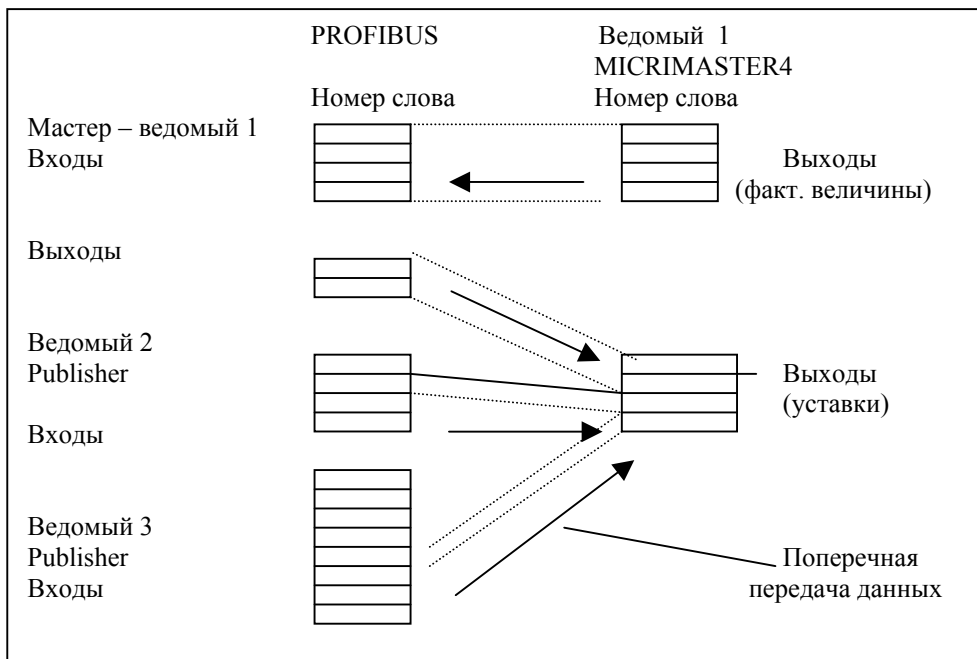 PROFIBUS
Ведомый 1
MICRIMASTER4
Номер слова
Номер слова
Мастер – ведомый 1
Входы
Выходы
(факт. величины)
Выходы
Ведомый 2
Publisher
Входы
Выходы
(уставки)
Ведомый 3
Publisher
Входы
Поперечная
передача данных